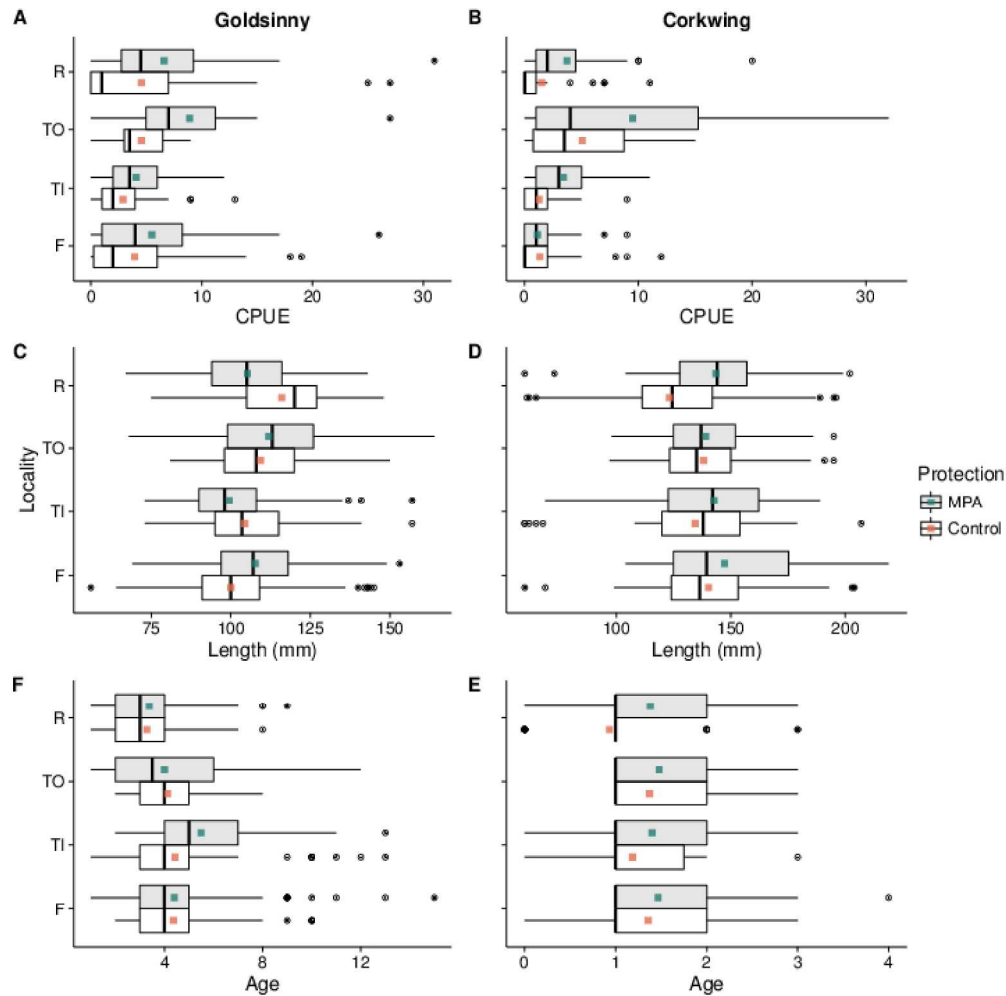 A Goldsinny B Corkwing
R
TO
TI
F
0 10 20 30 0 10 20 30
CPUE CPUE
C D
R
TO
TI
F
Locality
75 100 125 150 100 150 200
Length (mm) Length (mm)
Protection
MPA
Control
F E
R
TO
TI
F
4 8 12 0 1 2 3 4
Age Age